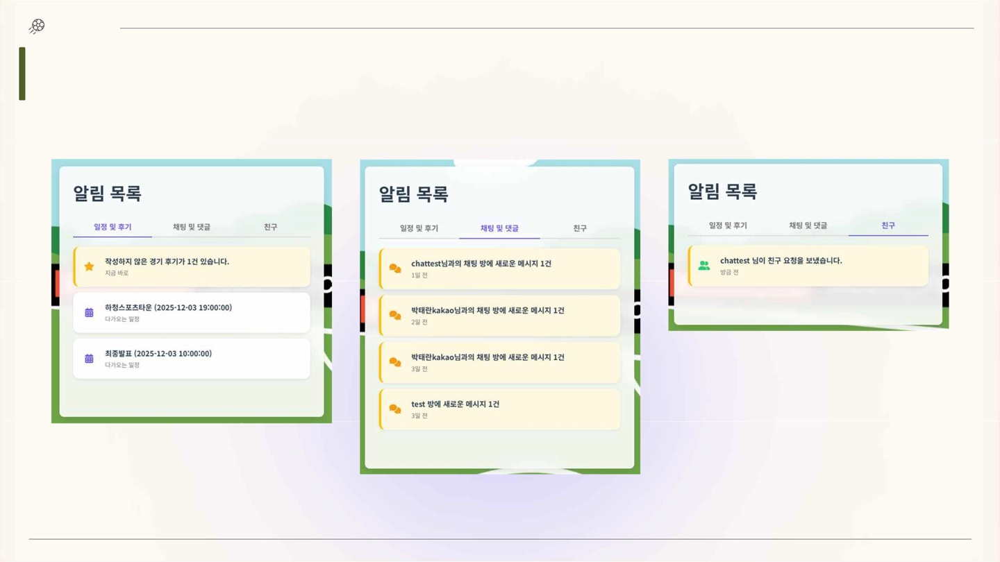 알림 목록
일정 및 후기 채팅 및 댓글 친구
작성하지 않은 경기 후기가 1건 있습니다.
지금 바로
하청스포츠타운 (2025-12-03 19:00:00)
다가오는 일정
최종발표 (2025-12-03 10:00:00)
다가오는 일정
알림 목록
일정 및 후기 채팅 및 댓글 친구
chattest님과의 채팅 방에 새로운 메시지 1건
1일 전
박태란kakao님과의 채팅 방에 새로운 메시지 1건
2일 전
박태란kakao님과의 채팅 방에 새로운 메시지 1건
3일 전
test 방에 새로운 메시지 1건
3일 전
알림 목록
일정 및 후기 채팅 및 댓글 친구
chattest 님이 친구 요청을 보냈습니다.
방금 전